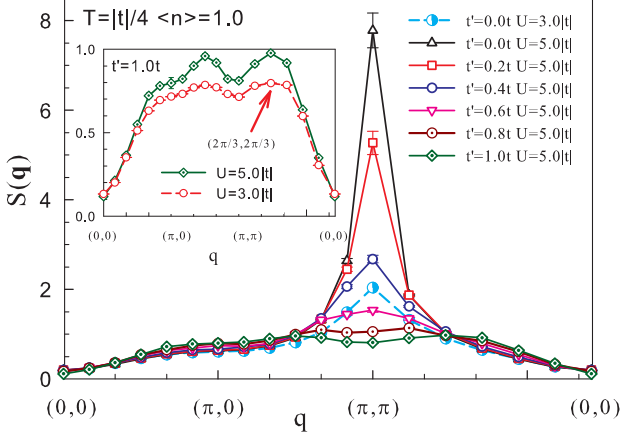 T=|t|/4 <n>=1.0
t'=0.0t U=3.0|t|
t'=0.0t U=5.0|t|
t'=0.2t U=5.0|t|
t'=0.4t U=5.0|t|
t'=0.6t U=5.0|t|
t'=0.8t U=5.0|t|
t'=1.0t U=5.0|t|
t'=1.0t
(2π/3,2π/3)
U=5.0|t|
U=3.0|t|
1.0
0.5
0.0
(0,0) (π,0) (π,π) (0,0)
q
S(q)
8
6
4
2
0
(0,0) (π,0) (π,π) (0,0)
q